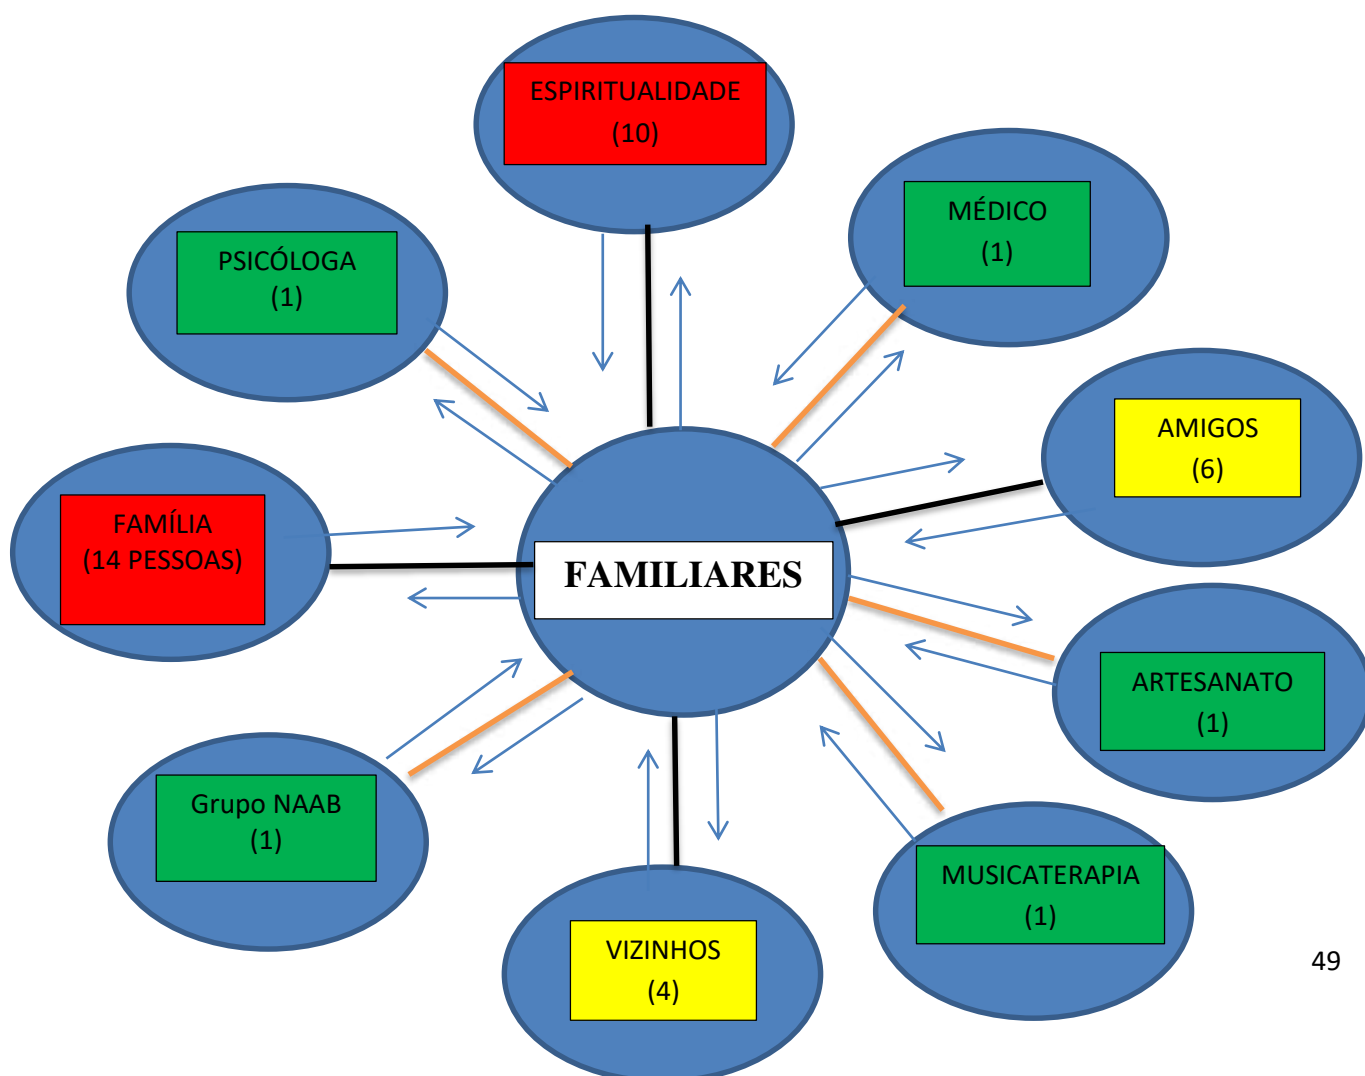 ESPIRITUALIDADE
(10)
MÉDICO
(1)
PSICÓLOGA
(1)
AMIGOS
(6)
FAMÍLIA
(14 PESSOAS)
FAMILIARES
ARTESANATO
(1)
Grupo NAAB
(1)
MUSICATERAPIA
(1)
VIZINHOS
(4)
49